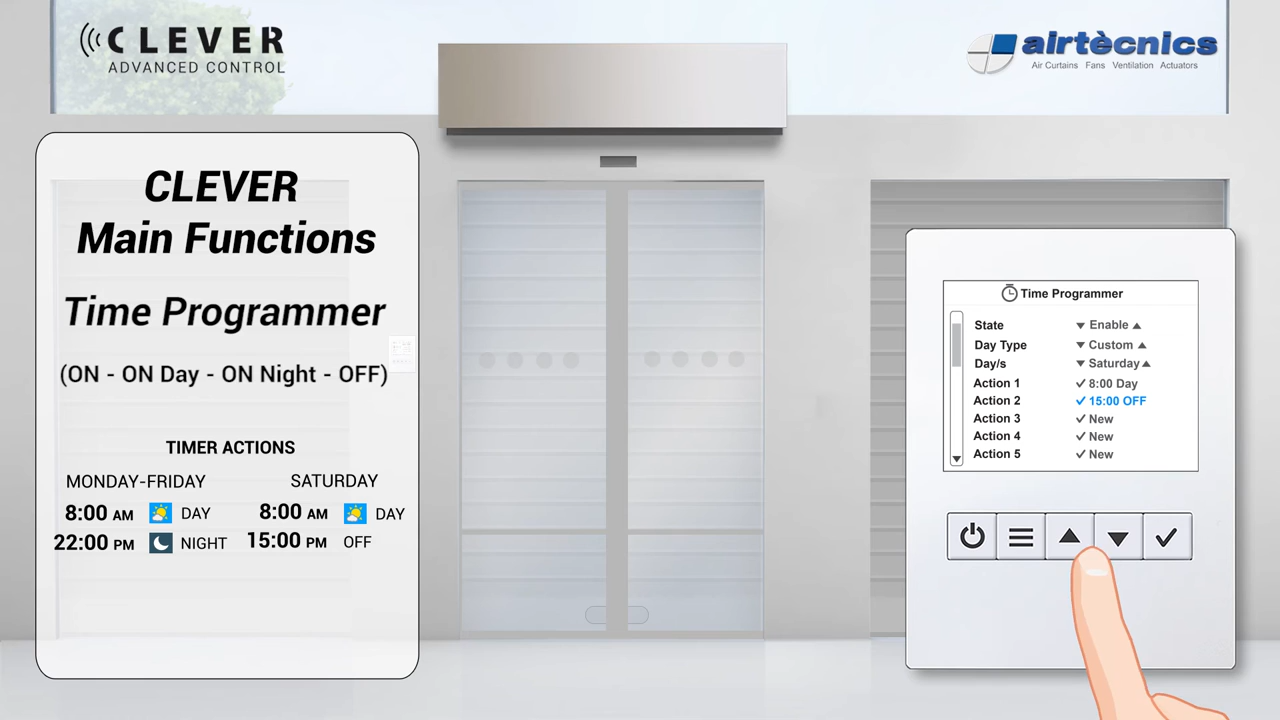 CLEVER
ADVANCED CONTROL
airtècnics
Air Curtains Fans Ventilation Actuators
CLEVER
Main Functions
Time Programmer
(ON - ON Day - ON Night - OFF)
TIMER ACTIONS
MONDAY-FRIDAY SATURDAY
8:00 AM DAY 8:00 AM DAY
22:00 PM NIGHT 15:00 PM OFF
Time Programmer
State ▼ Enable ▲
Day Type ▼ Custom ▲
Day/s ▼ Saturday ▲
Action 1 ✓ 8:00 Day
Action 2 ✓ 15:00 OFF
Action 3 ✓ New
Action 4 ✓ New
Action 5 ✓ New